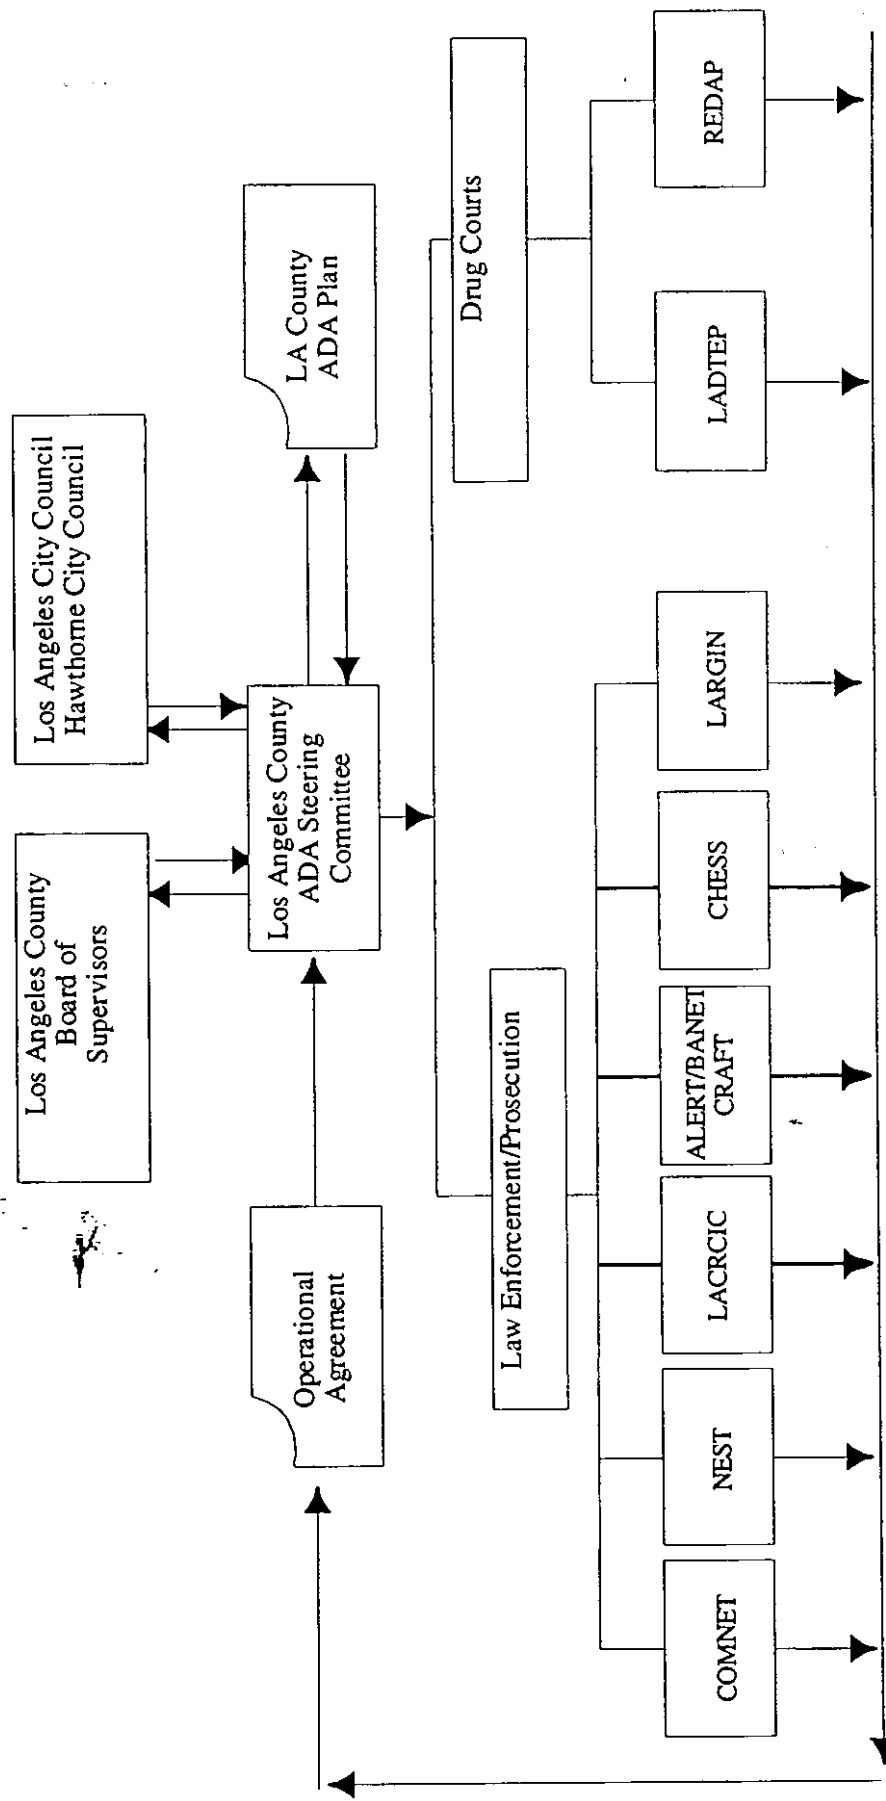 Los Angeles County
Board of
Supervisors
Los Angeles City Council
Hawthorne City Council
Operational
Agreement
Los Angeles County
ADA Steering
Committee
LA County
ADA Plan
Law Enforcement/Prosecution
Drug Courts
COMNET
NEST
LACRCIC
ALERT/BANET
CRAFT
CHESS
LARGIN
LADTEP
REDAP